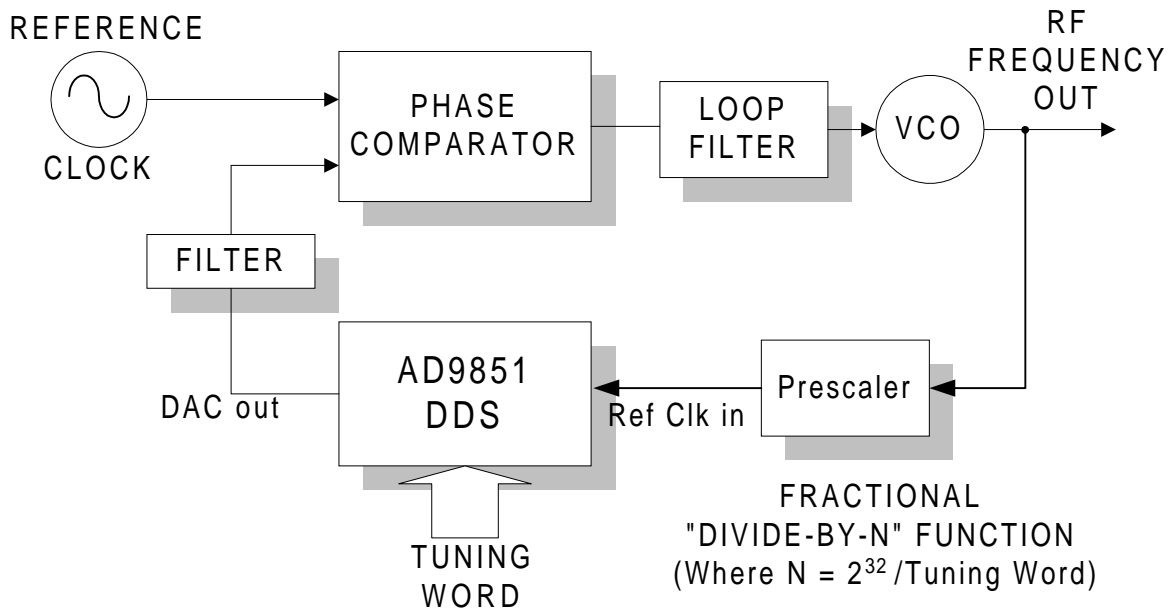 REFERENCE
CLOCK
PHASE
COMPARATOR
LOOP
FILTER
VCO
RF
FREQUENCY
OUT
FILTER
DAC out
AD9851
DDS
Ref Clk in
Prescaler
TUNING
WORD
FRACTIONAL
"DIVIDE-BY-N" FUNCTION
(Where N = 2³² /Tuning Word)